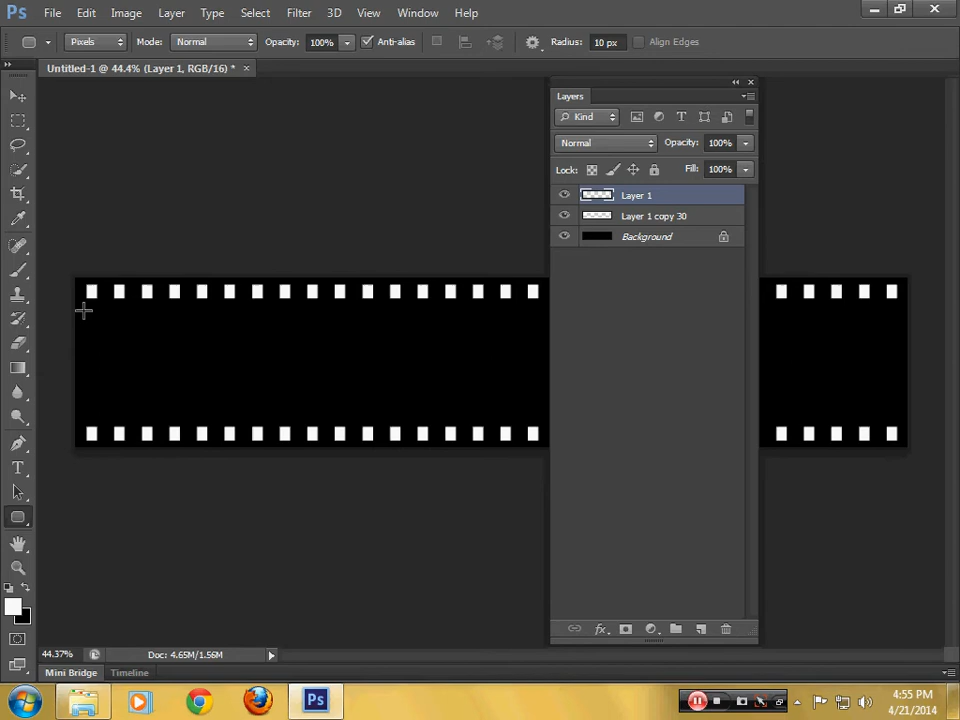 Ps File Edit Image Layer Type Select Filter 3D View Window Help
Pixels Mode: Normal Opacity: 100% Anti-alias Radius: 10 px Align Edges
Untitled-1 @ 44.4% (Layer 1, RGB/16) * ×
Layers
Kind
Normal Opacity: 100%
Lock: Fill: 100%
Layer 1
Layer 1 copy 30
Background
fx
44.37% Doc: 4.65M/1.56M
Mini Bridge Timeline
Ps
4:55 PM
4/21/2014